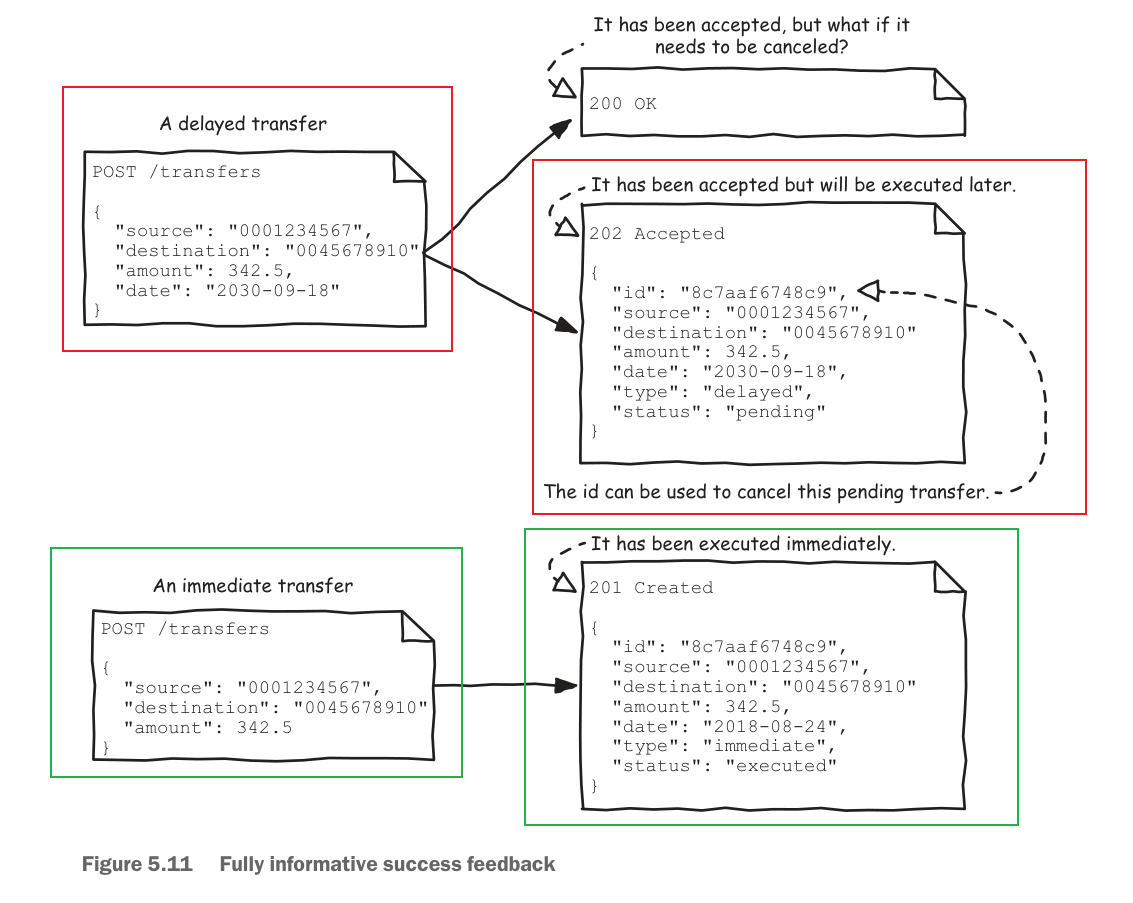 It has been accepted, but what if it
needs to be canceled?
200 OK
A delayed transfer
POST /transfers
{
"source": "0001234567",
"destination": "0045678910"
"amount": 342.5,
"date": "2030-09-18"
}
It has been accepted but will be executed later.
202 Accepted
{
"id": "8c7aaf6748c9",
"source": "0001234567",
"destination": "0045678910"
"amount": 342.5,
"date": "2030-09-18",
"type": "delayed",
"status": "pending"
}
The id can be used to cancel this pending transfer.
An immediate transfer
POST /transfers
{
"source": "0001234567",
"destination": "0045678910"
"amount": 342.5
}
It has been executed immediately.
201 Created
{
"id": "8c7aaf6748c9",
"source": "0001234567",
"destination": "0045678910"
"amount": 342.5,
"date": "2018-08-24",
"type": "immediate",
"status": "executed"
}
Figure 5.11 Fully informative success feedback